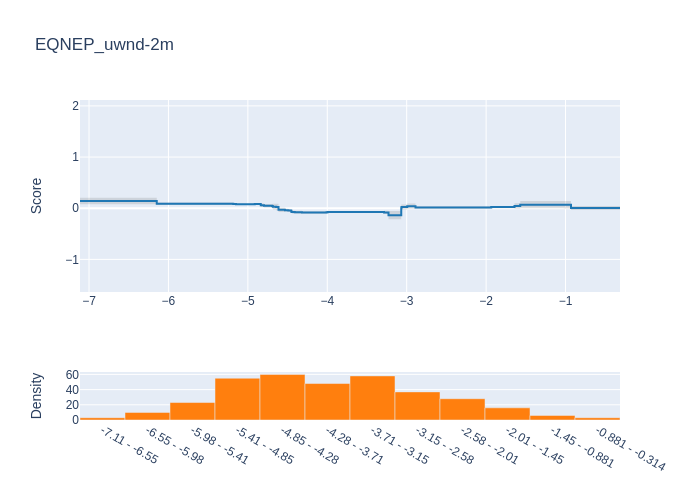 EQNEP_uwnd-2m
Score
2
1
0
−1
−7
−6
−5
−4
−3
−2
−1
Density
60
40
20
0
-7.11 - -6.55
-6.55 - -5.98
-5.98 - -5.41
-5.41 - -4.85
-4.85 - -4.28
-4.28 - -3.71
-3.71 - -3.15
-3.15 - -2.58
-2.58 - -2.01
-2.01 - -1.45
-1.45 - -0.881
-0.881 - -0.314